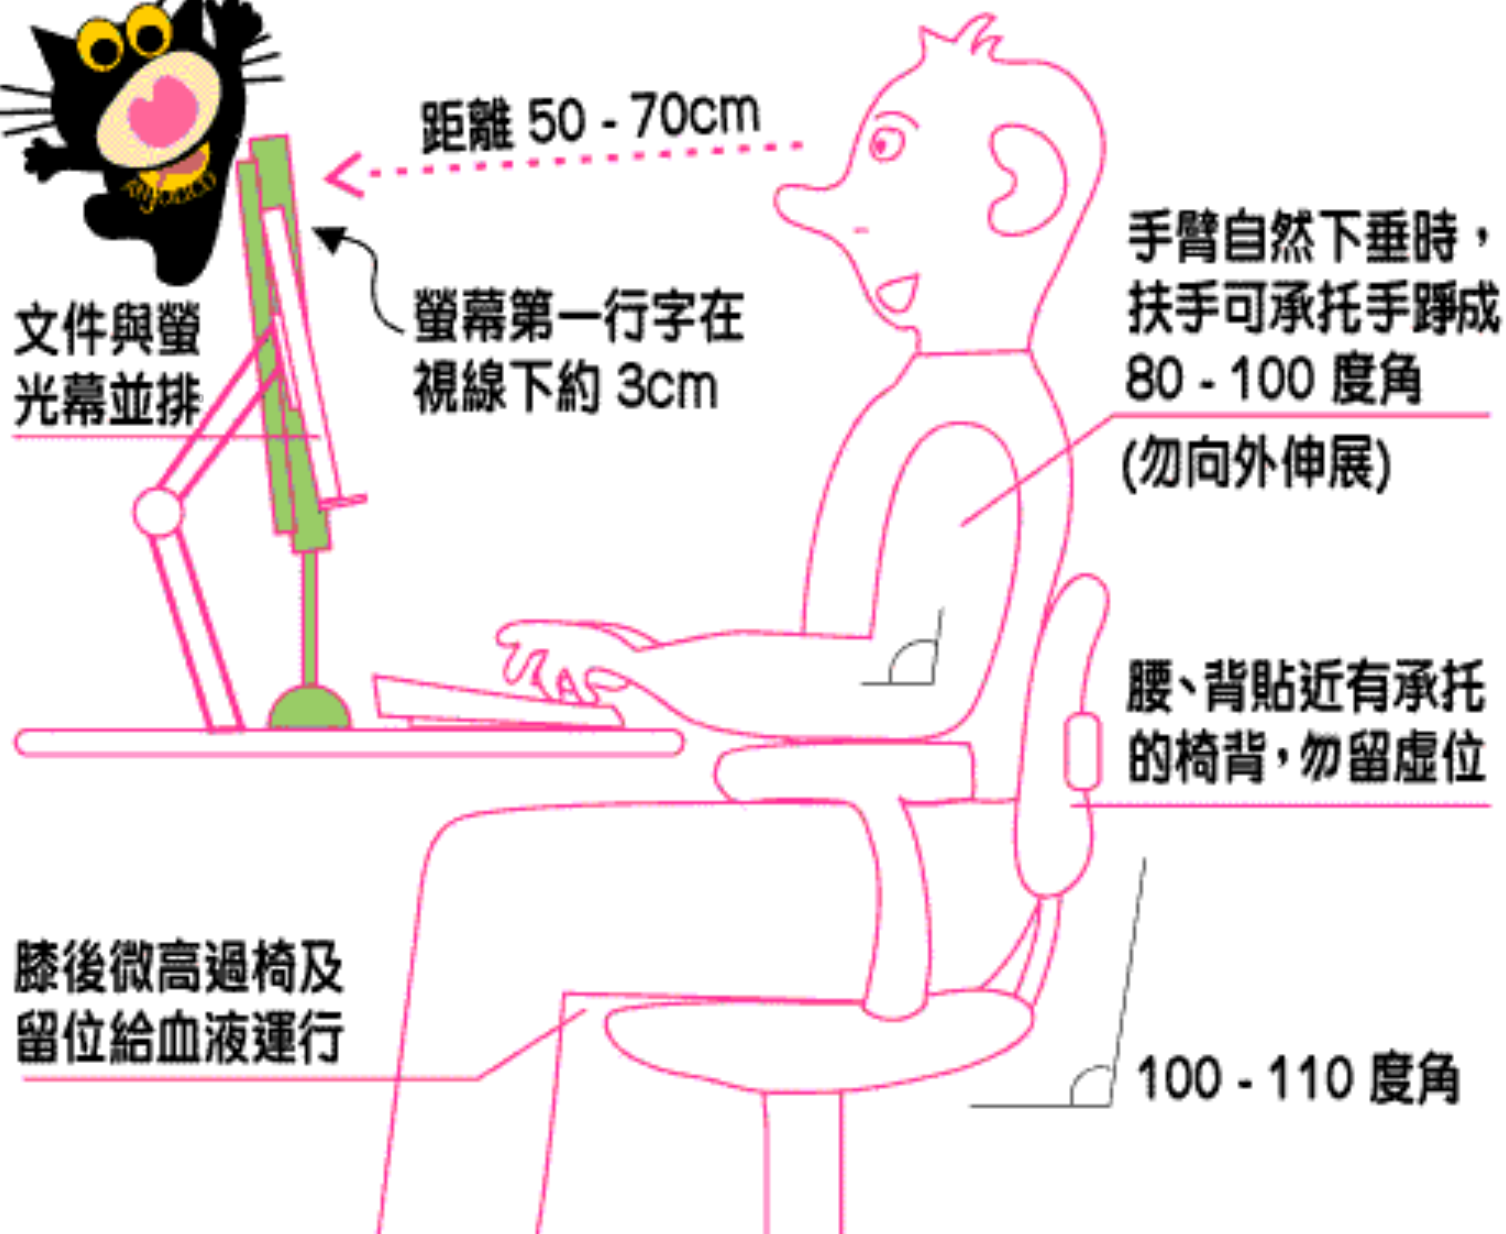 距離 50 - 70cm
手臂自然下垂時，
扶手可承托手踭成
80 - 100 度角
(勿向外伸展)
文件與螢
光幕並排
螢幕第一行字在
視線下約 3cm
腰、背貼近有承托
的椅背，勿留虛位
膝後微高過椅及
留位給血液運行
100 - 110 度角